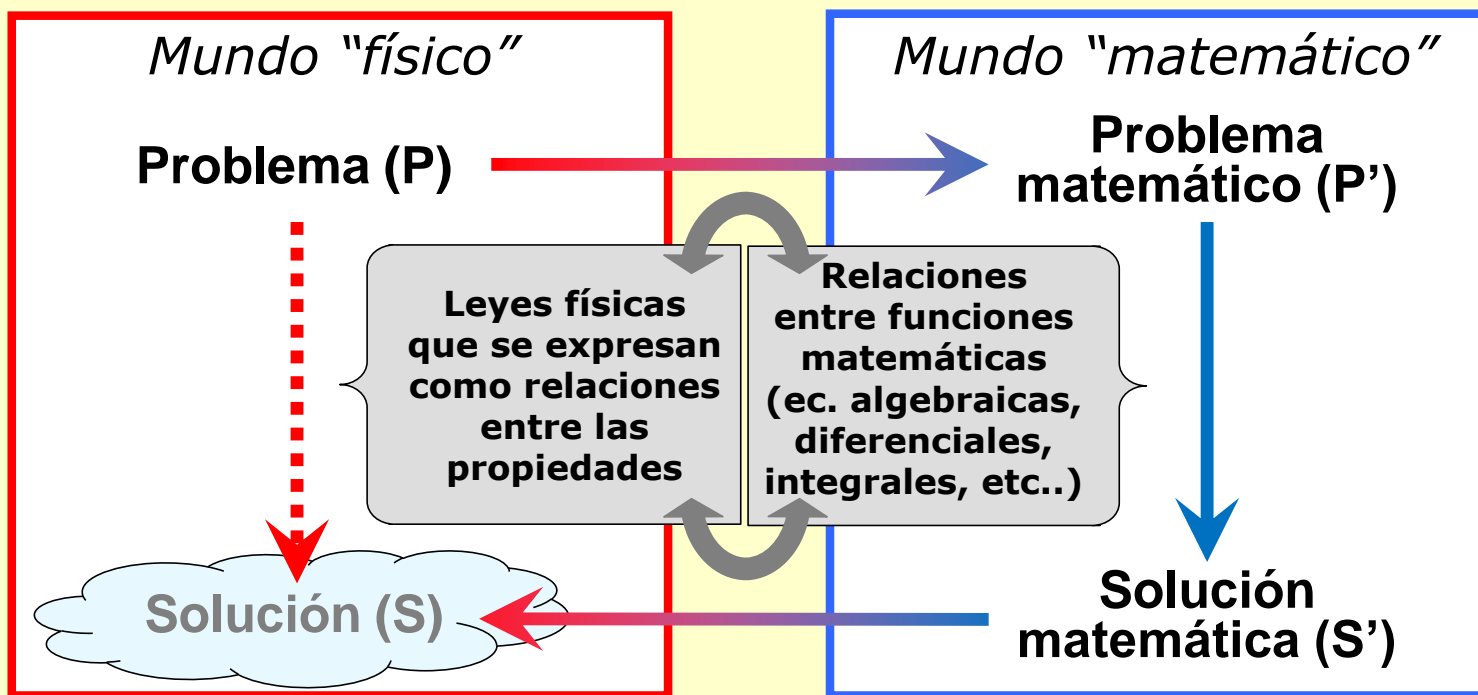 Mundo “físico”
Mundo “matemático”
Problema (P)
Problema
matemático (P’)
Leyes físicas
que se expresan
como relaciones
entre las
propiedades
Relaciones
entre funciones
matemáticas
(ec. algebraicas,
diferenciales,
integrales, etc..)
Solución (S)
Solución
matemática (S’)